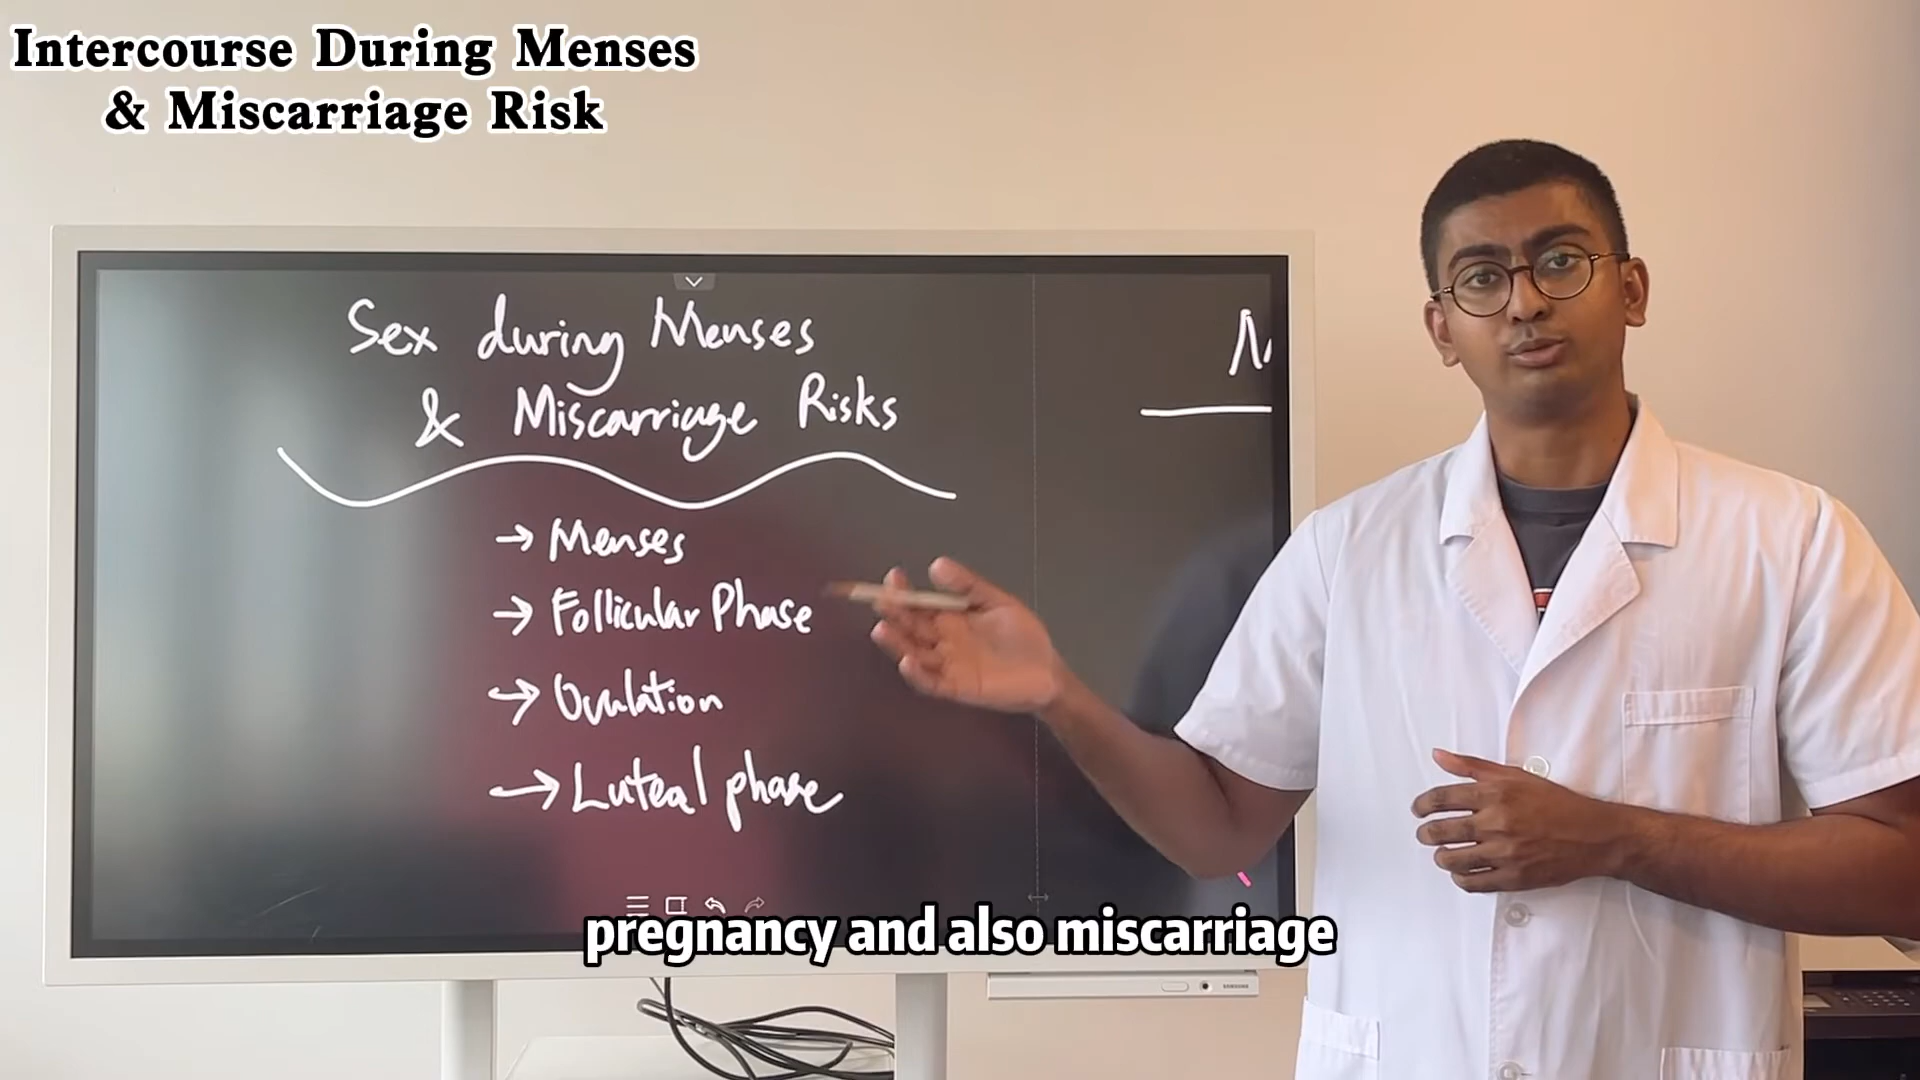 Intercourse During Menses
& Miscarriage Risk
Sex during Menses
& Miscarriage Risks
→ Menses
→ Follicular Phase
→ Ovulation
→ Luteal phase
pregnancy and also miscarriage
SAMSUNG